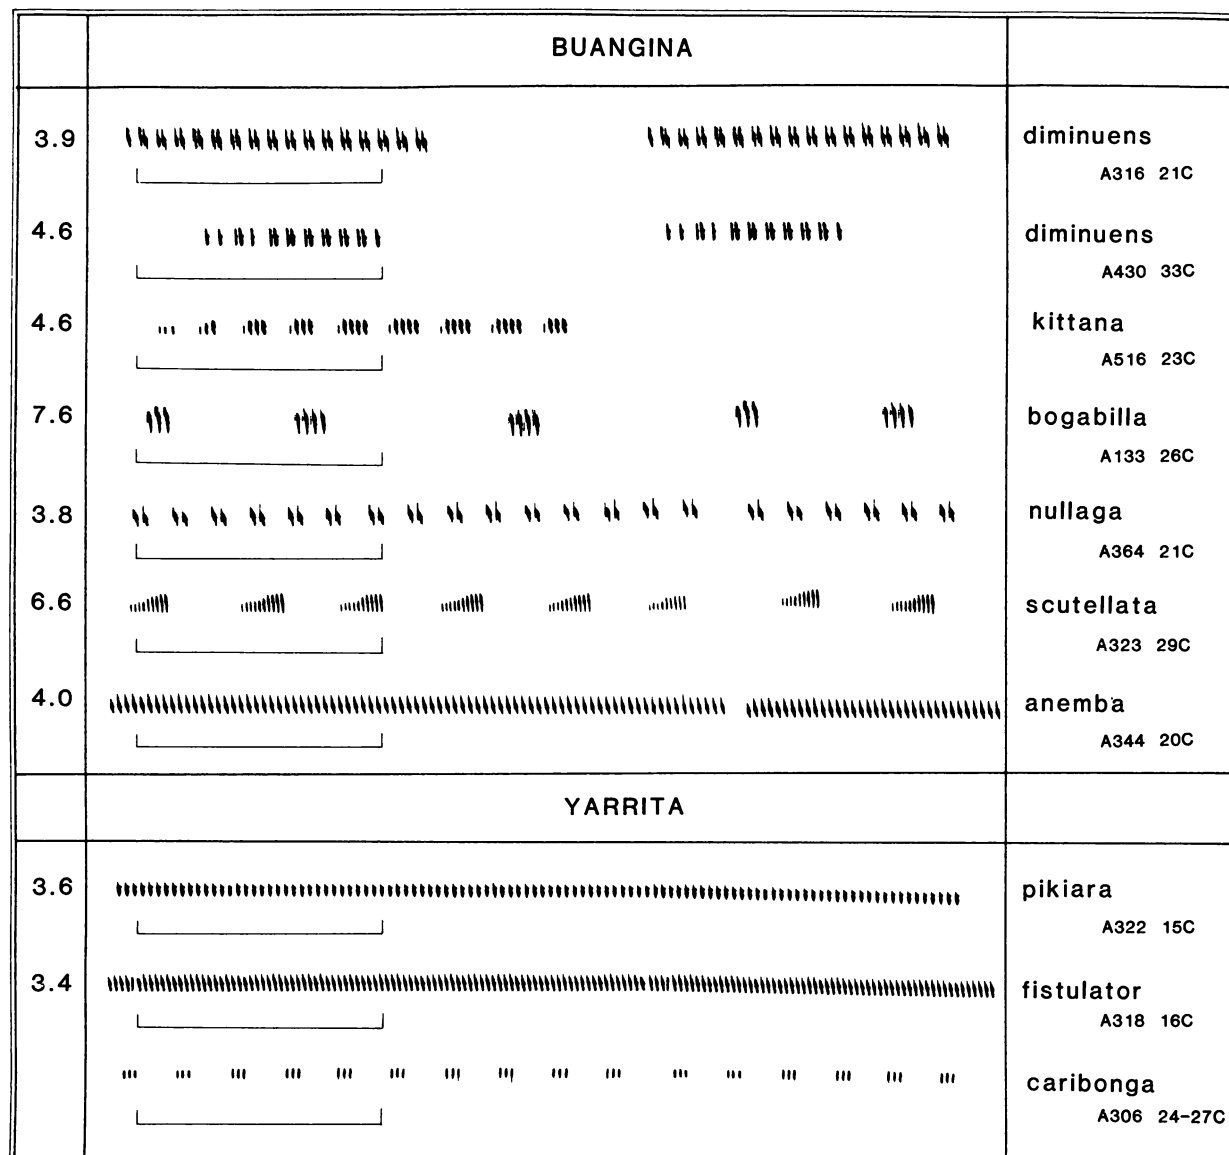 BUANGINA
3.9 diminuens
A316 21C
4.6 diminuens
A430 33C
4.6 kittana
A516 23C
7.6 bogabilla
A133 26C
3.8 nullaga
A364 21C
6.6 scutellata
A323 29C
4.0 anemba
A344 20C
YARRITA
3.6 pikiara
A322 15C
3.4 fistulator
A318 16C
caribonga
A306 24-27C